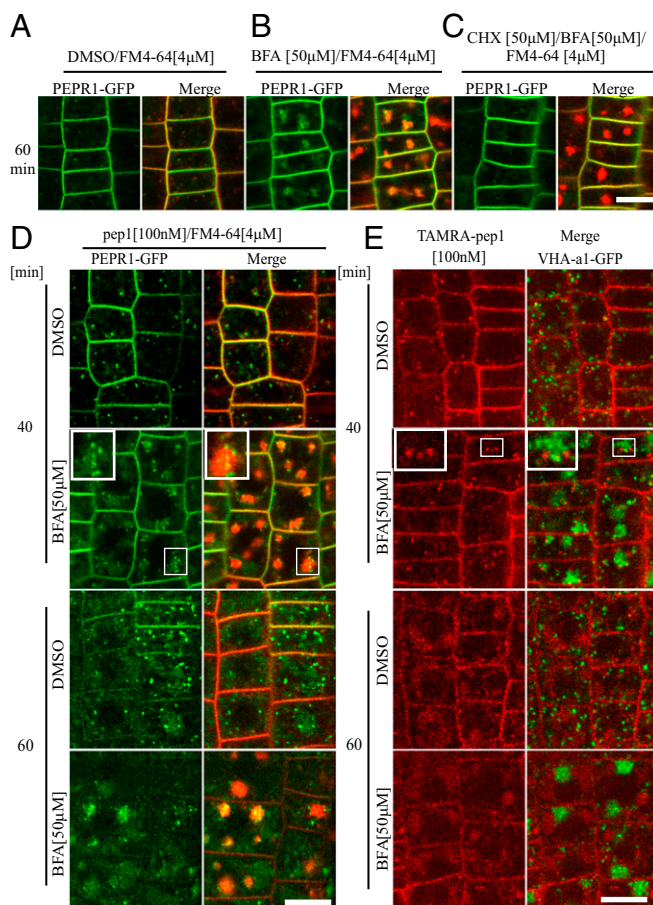 A
B
C
DMSO/FM4-64[4µM]
BFA [50µM]/FM4-64[4µM]
CHX [50µM]/BFA[50µM]/
FM4-64 [4µM]
PEPR1-GFP Merge
PEPR1-GFP Merge
PEPR1-GFP Merge
60
min
D
E
pep1[100nM]/FM4-64[4µM]
[min] PEPR1-GFP Merge
TAMRA-pep1 Merge
[min] [100nM] VHA-a1-GFP
DMSO
40
BFA[50µM]
DMSO
60
BFA[50µM]
DMSO
40
BFA[50µM]
DMSO
60
BFA[50µM]